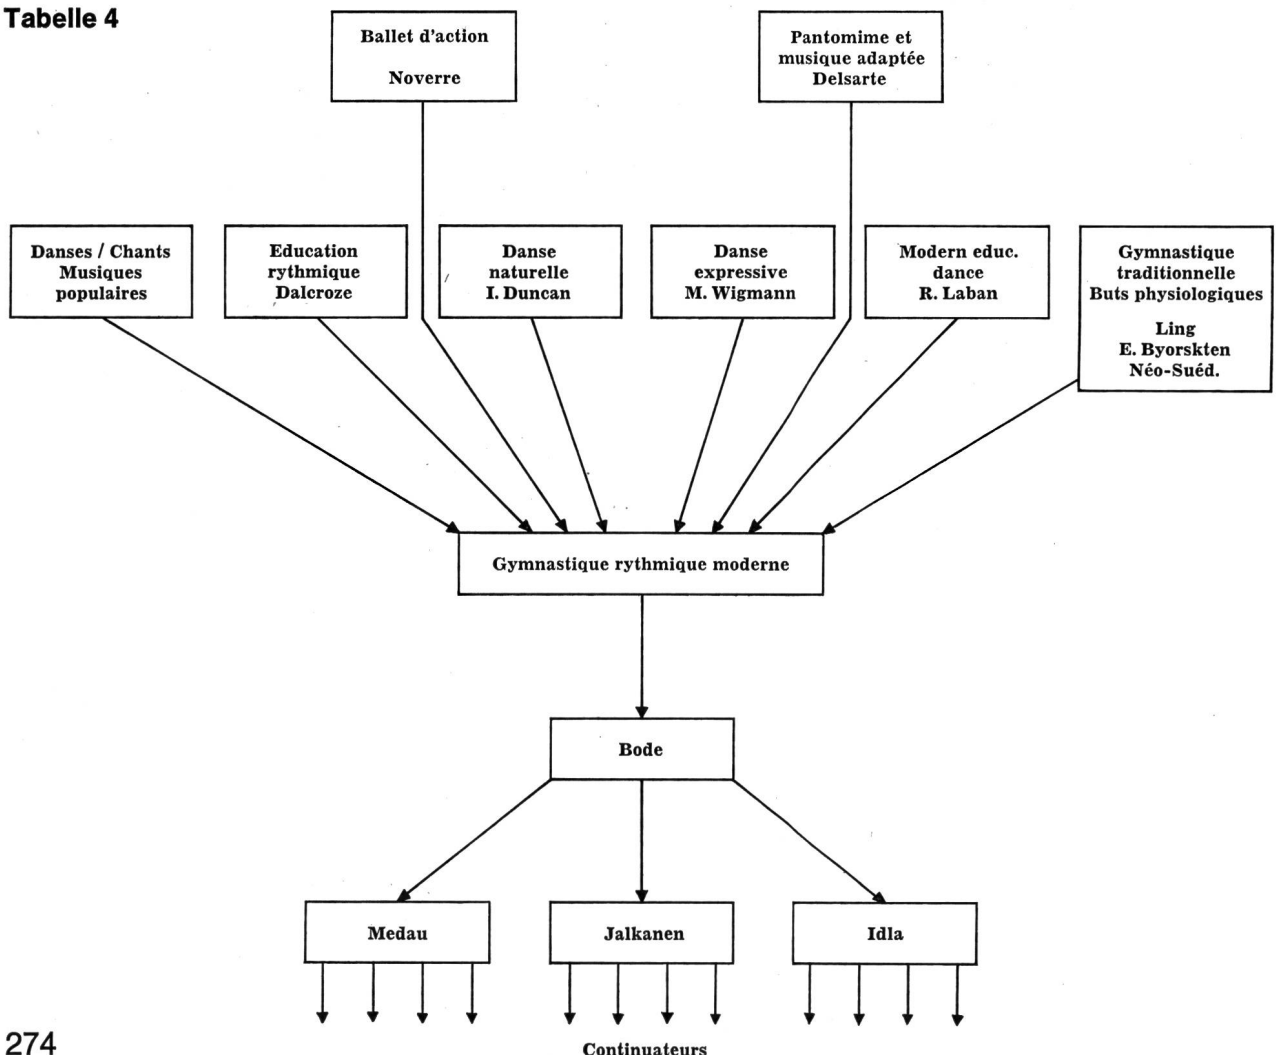 Tabelle 4
Ballet d'action
Noverre
Pantomime et
musique adaptée
Delsarte
Danses / Chants
Musiques
populaires
Education
rythmique
Dalcroze
Danse
naturelle
I. Duncan
Danse
expressive
M. Wigmann
Modern educ.
dance
R. Laban
Gymnastique
traditionnelle
Buts physiologiques
Ling
E. Byorskten
Néo-Suéd.
Gymnastique rythmique moderne
Bode
Medau
Jalkanen
Idla
Continuateurs
274